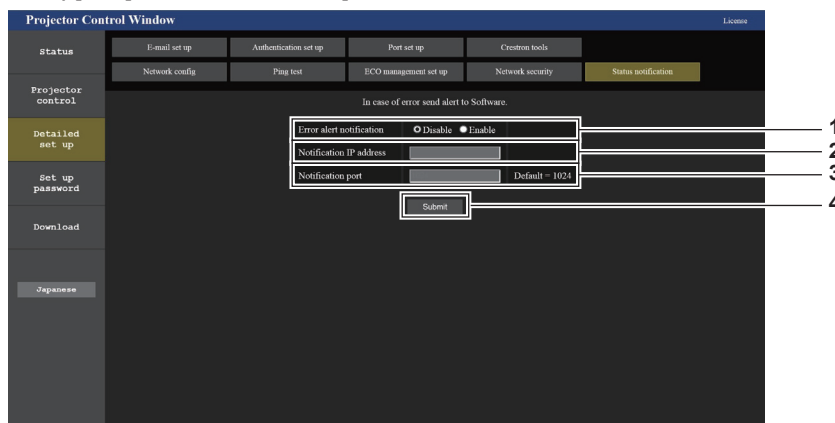 Projector Control Window
License
Status
E-mail set up
Authentication set up
Port set up
Crestron tools
Network config
Ping test
ECO management set up
Network security
Status notification
Projector control
In case of error send alert to Software.
Detailed set up
Error alert notification Disable Enable
1
Notification IP address
2
Notification port Default = 1024
3
Set up password
Submit
4
Download
Japanese